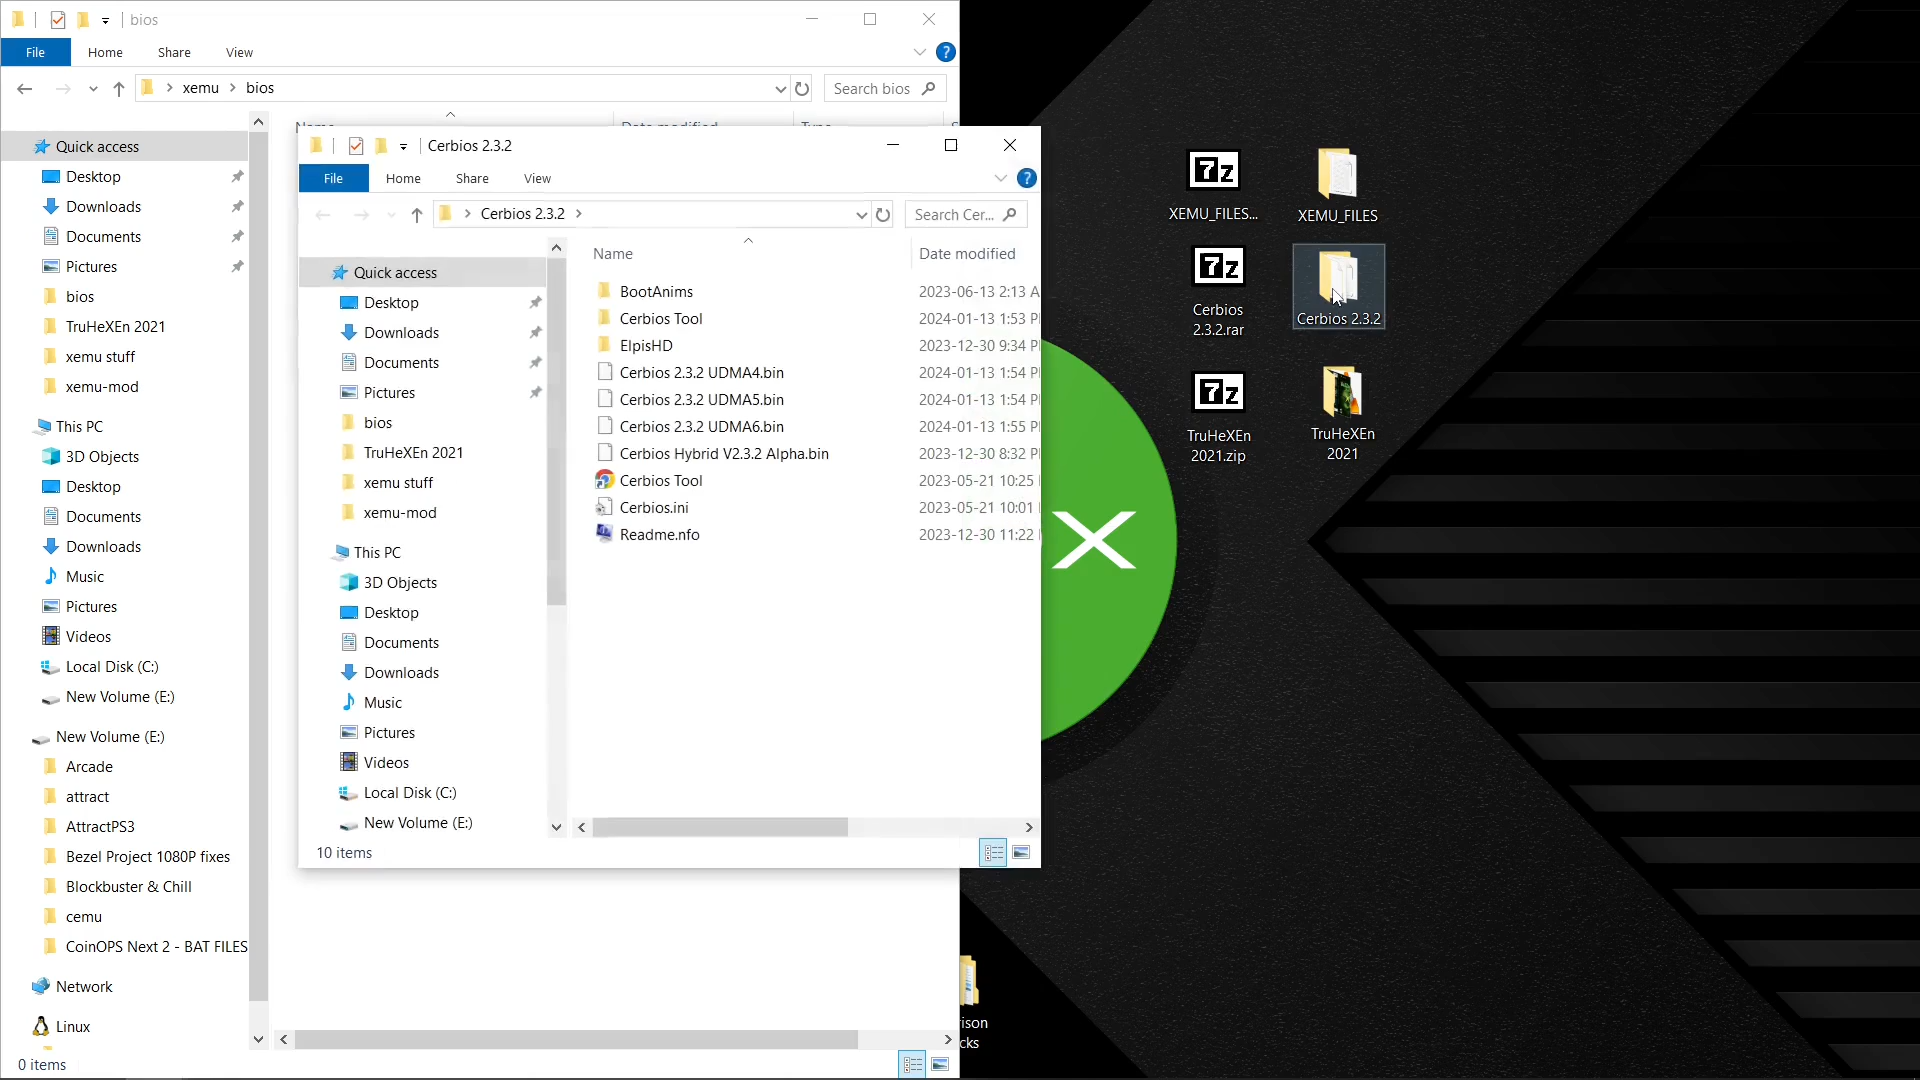 bios
File
Home
Share
View
?
xemu
bios
Search bios
Quick access
Desktop
Downloads
Documents
Pictures
bios
TruHeXEn 2021
xemu stuff
xemu-mod
This PC
3D Objects
Desktop
Documents
Downloads
Music
Pictures
Videos
Local Disk (C:)
New Volume (E:)
New Volume (E:)
Arcade
attract
AttractPS3
Bezel Project 1080P fixes
Blockbuster & Chill
cemu
CoinOPS Next 2 - BAT FILES
Network
Linux
0 items
Name
Date modified
Type
Cerbios 2.3.2
File
Home
Share
View
?
Cerbios 2.3.2
Search Cer...
Quick access
Desktop
Downloads
Documents
Pictures
bios
TruHeXEn 2021
xemu stuff
xemu-mod
This PC
3D Objects
Desktop
Documents
Downloads
Music
Pictures
Videos
Local Disk (C:)
New Volume (E:)
Name Date modified
BootAnims 2023-06-13 2:13 A
Cerbios Tool 2024-01-13 1:53 P
ElpisHD 2023-12-30 9:34 P
Cerbios 2.3.2 UDMA4.bin 2024-01-13 1:54 P
Cerbios 2.3.2 UDMA5.bin 2024-01-13 1:54 P
Cerbios 2.3.2 UDMA6.bin 2024-01-13 1:55 P
Cerbios Hybrid V2.3.2 Alpha.bin 2023-12-30 8:32 P
Cerbios Tool 2023-05-21 10:25
Cerbios.ini 2023-05-21 10:01
Readme.nfo 2023-12-30 11:22
10 items
7z
XEMU_FILES...
XEMU_FILES
7z
Cerbios
2.3.2.rar
Cerbios 2.3.2
7z
TruHeXEn
2021.zip
TruHeXEn
2021
X
rison
cks